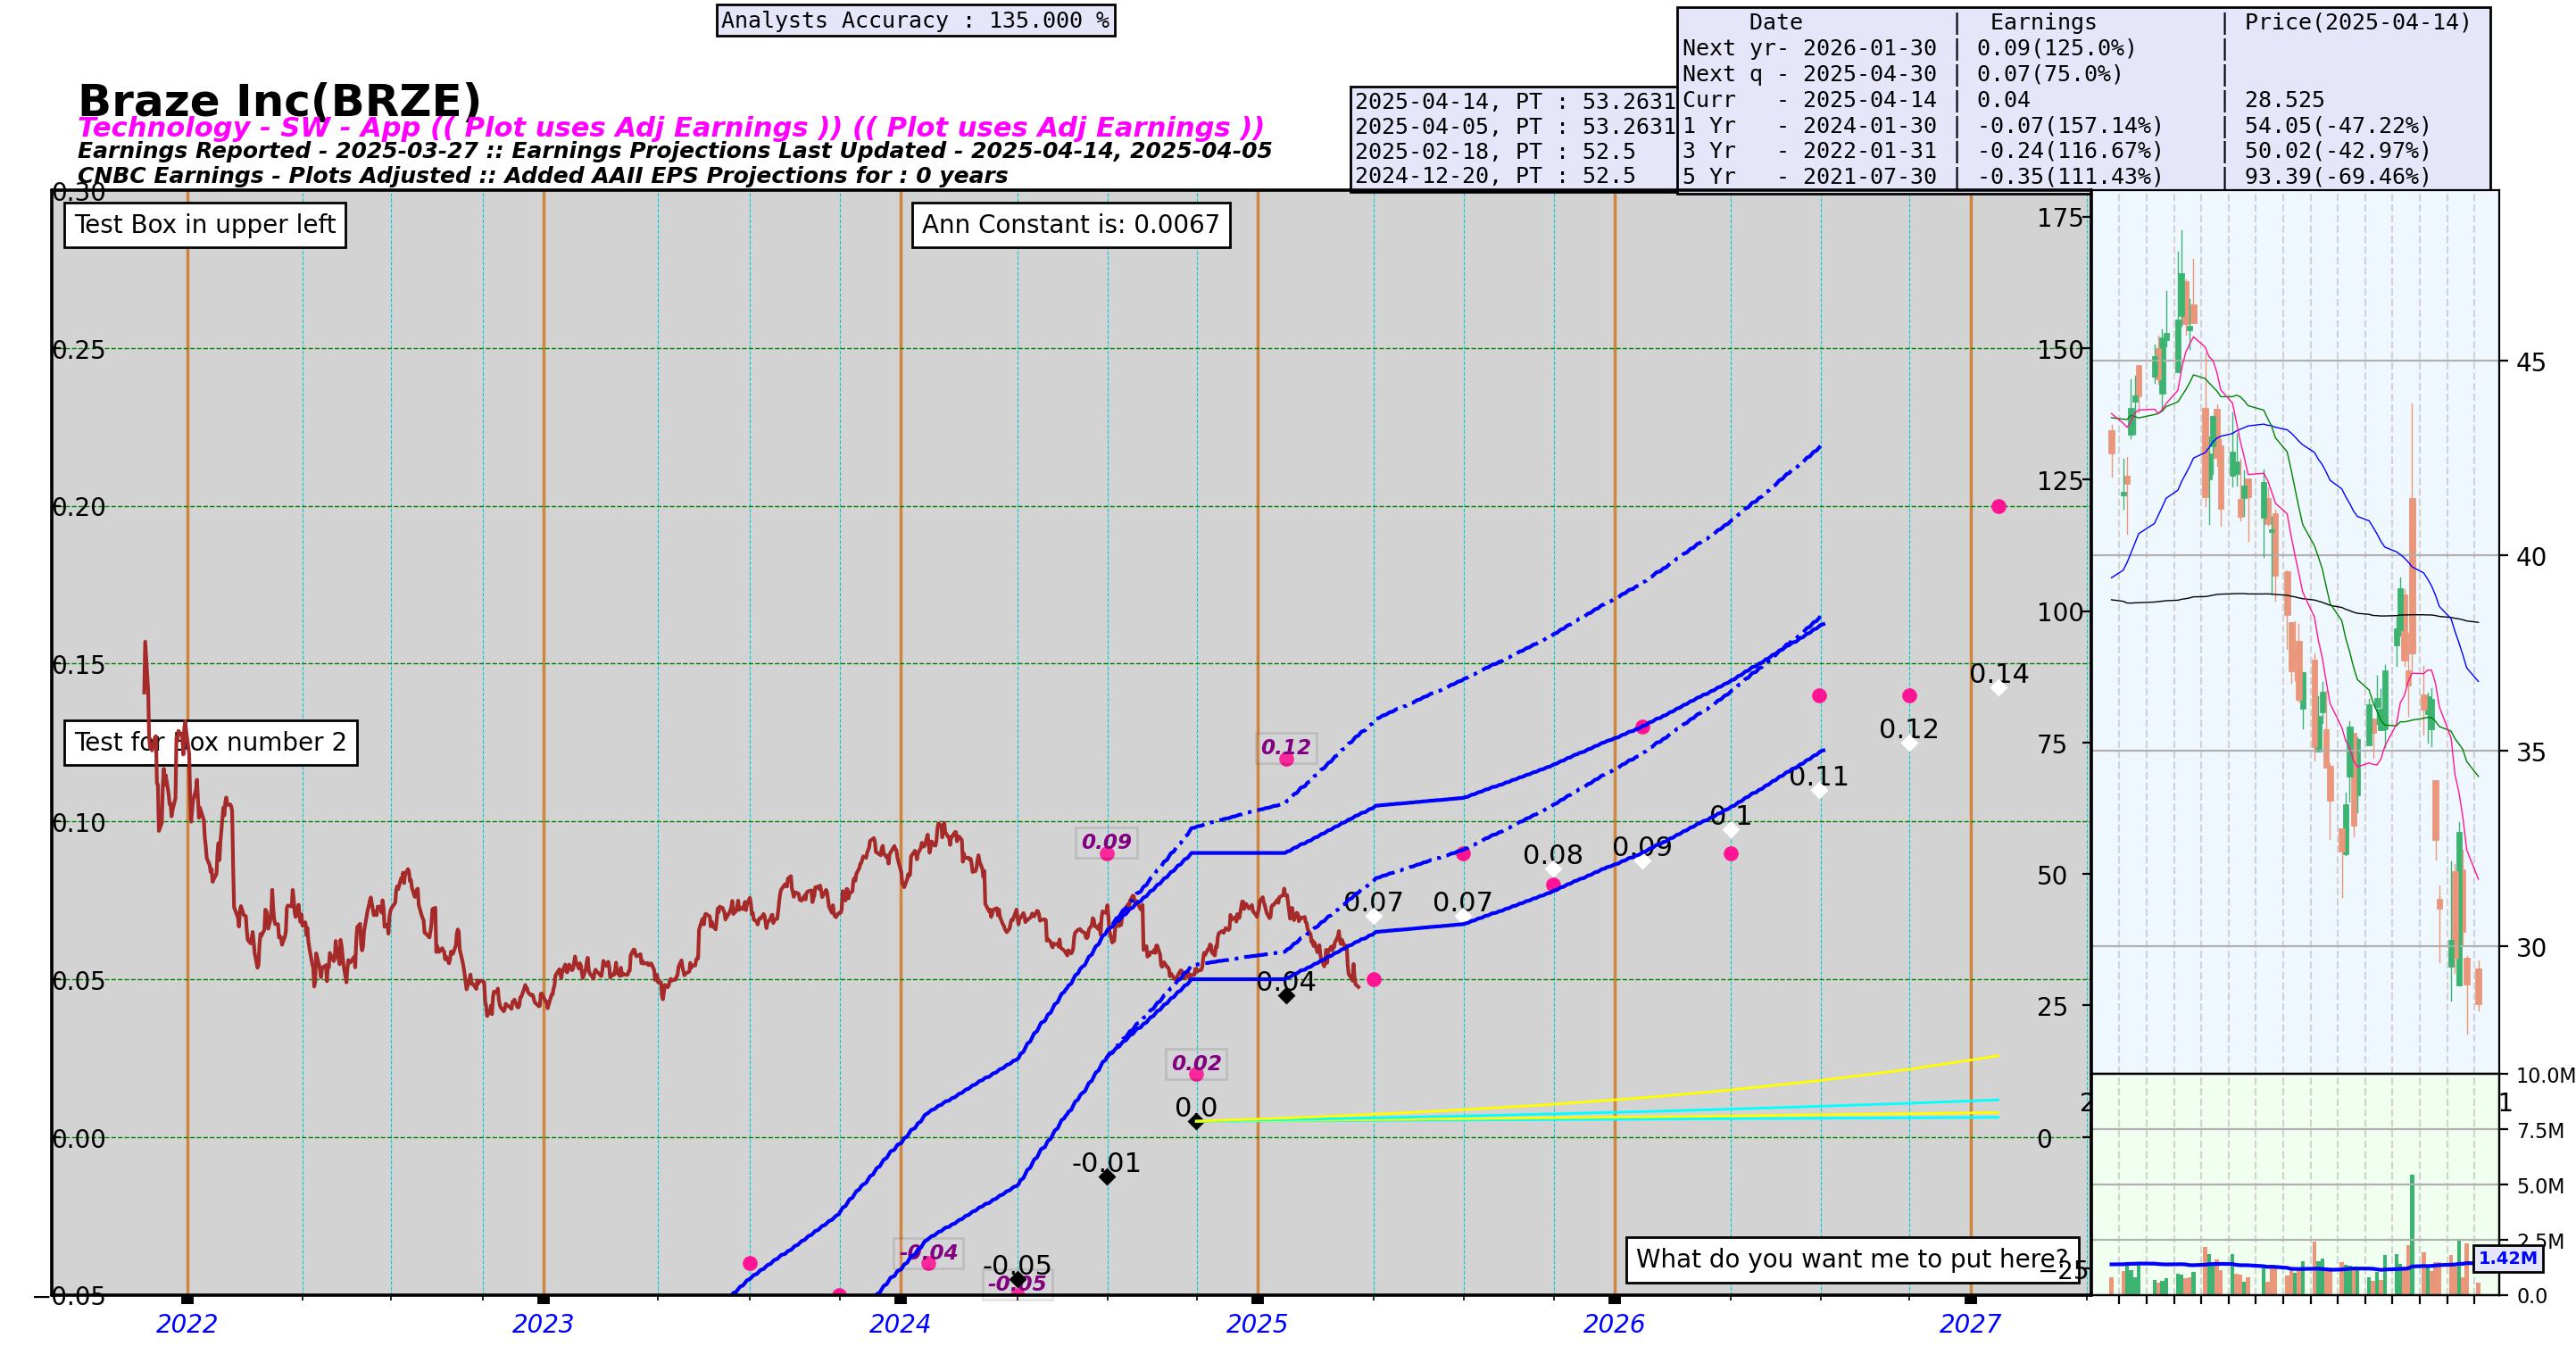 Analysts Accuracy : 135.000 %
Date | Earnings | Price(2025-04-14)
Next yr- 2026-01-30 | 0.09(125.0%) |
Next q - 2025-04-30 | 0.07(75.0%) |
Curr - 2025-04-14 | 0.04 | 28.525
1 Yr - 2024-01-30 | -0.07(157.14%) | 54.05(-47.22%)
3 Yr - 2022-01-31 | -0.24(116.67%) | 50.02(-42.97%)
5 Yr - 2021-07-30 | -0.35(111.43%) | 93.39(-69.46%)
2025-04-14, PT : 53.2631
2025-04-05, PT : 53.2631
2025-02-18, PT : 52.5
2024-12-20, PT : 52.5
Braze Inc(BRZE)
Technology - SW - App (( Plot uses Adj Earnings )) (( Plot uses Adj Earnings ))
Earnings Reported - 2025-03-27 :: Earnings Projections Last Updated - 2025-04-14, 2025-04-05
CNBC Earnings - Plots Adjusted :: Added AAII EPS Projections for : 0 years
0.30
0.25
0.20
0.15
0.10
0.05
0.00
−0.05
Test Box in upper left
Ann Constant is: 0.0067
Test for Box number 2
What do you want me to put here?
0.12
0.09
0.02
-0.04
-0.05
-0.05
-0.01
0.0
0.04
0.07
0.07
0.08
0.09
0.1
0.11
0.12
0.14
175
150
125
100
75
50
25
0
−25
45
40
35
30
2
1
10.0M
7.5M
5.0M
2.5M
0.0
1.42M
2022
2023
2024
2025
2026
2027